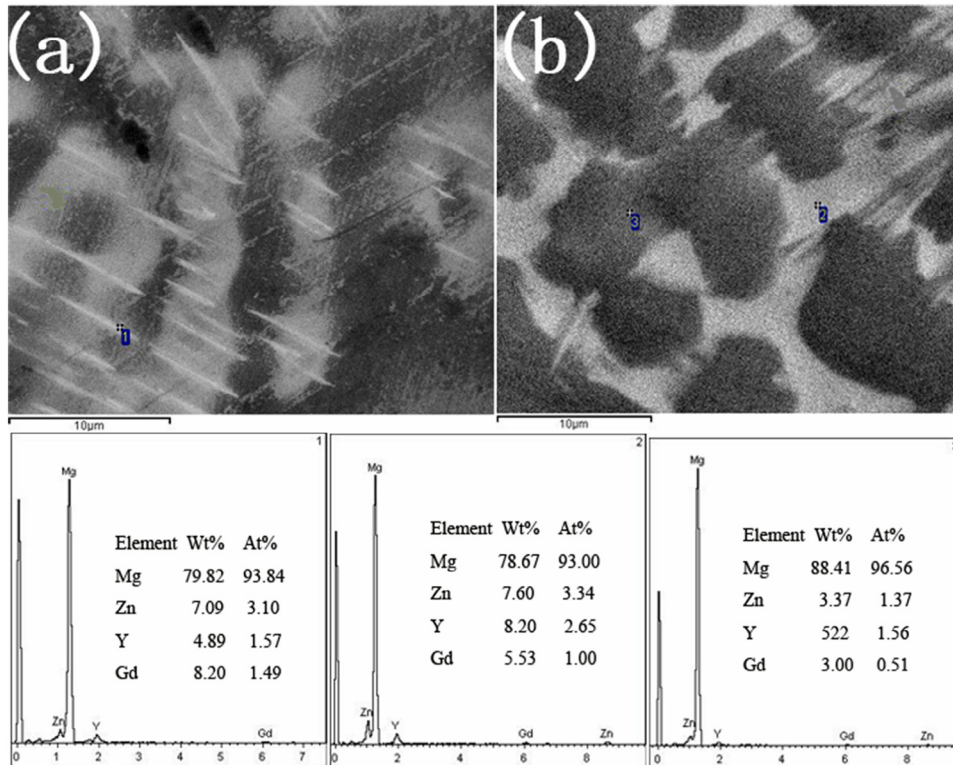 (a)
(b)
1
2
3
10μm
10μm
1
Mg
Element Wt% At%
Mg 79.82 93.84
Zn 7.09 3.10
Y 4.89 1.57
Gd 8.20 1.49
Zn
Y
Gd
0 1 2 3 4 5 6 7
2
Mg
Element Wt% At%
Mg 78.67 93.00
Zn 7.60 3.34
Y 8.20 2.65
Gd 5.53 1.00
Zn
Y
Gd
Zn
0 2 4 6 8
Mg
Element Wt% At%
Mg 88.41 96.56
Zn 3.37 1.37
Y 522 1.56
Gd 3.00 0.51
Zn
Y
Gd
Zn
0 2 4 6 8